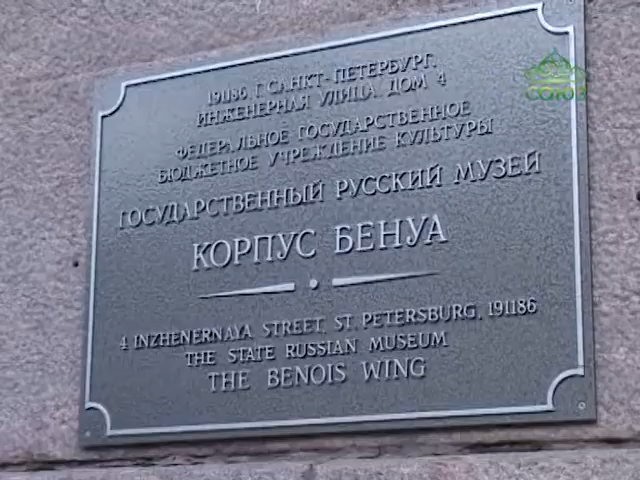 191186, Г. САНКТ-ПЕТЕРБУРГ,
ИНЖЕНЕРНАЯ УЛИЦА, ДОМ 4
ФЕДЕРАЛЬНОЕ ГОСУДАРСТВЕННОЕ
БЮДЖЕТНОЕ УЧРЕЖДЕНИЕ КУЛЬТУРЫ
ГОСУДАРСТВЕННЫЙ РУССКИЙ МУЗЕЙ
КОРПУС БЕНУА
4 INZHENERNAYA STREET, ST. PETERSBURG, 191186
THE STATE RUSSIAN MUSEUM
THE BENOIS WING
СОЮЗ